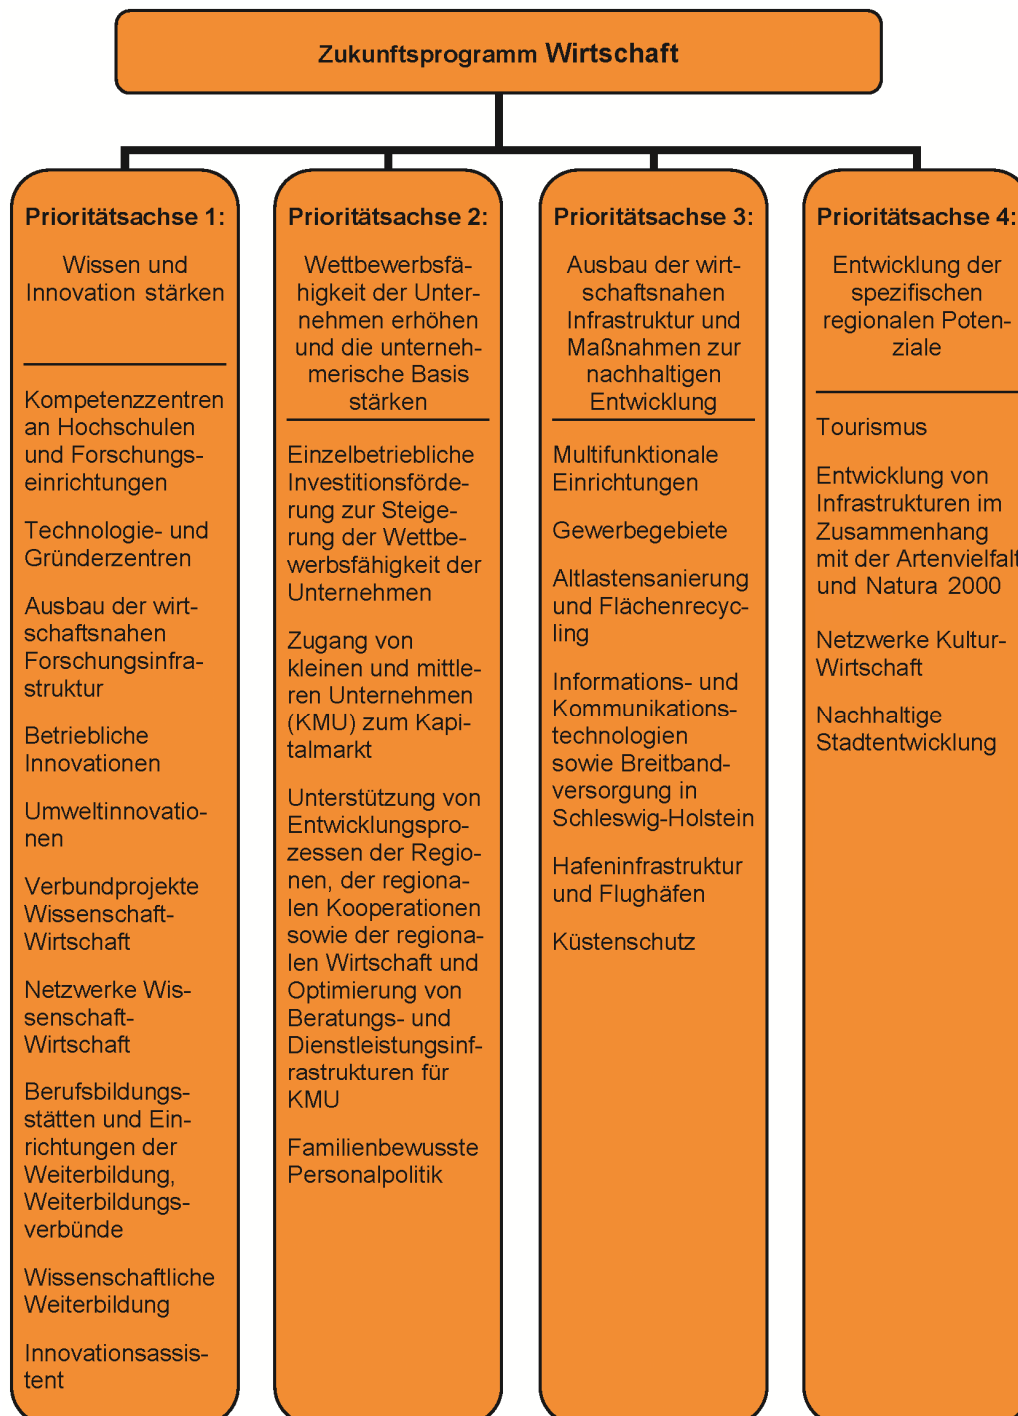 Zukunftsprogramm Wirtschaft
Prioritätsachse 1:
Wissen und
Innovation stärken
Kompetenzzentren
an Hochschulen
und Forschungs-
einrichtungen
Technologie- und
Gründerzentren
Ausbau der wirt-
schaftsnahen
Forschungsinfra-
struktur
Betriebliche
Innovationen
Umweltinnovatio-
nen
Verbundprojekte
Wissenschaft-
Wirtschaft
Netzwerke Wis-
senschaft-
Wirtschaft
Berufsbildungs-
stätten und Ein-
richtungen der
Weiterbildung,
Weiterbildungs-
verbünde
Wissenschaftliche
Weiterbildung
Innovationsassis-
tent
Prioritätsachse 2:
Wettbewerbsfä-
higkeit der Unter-
nehmen erhöhen
und die unterneh-
merische Basis
stärken
Einzelbetriebliche
Investitionsförde-
rung zur Steige-
rung der Wettbe-
werbsfähigkeit der
Unternehmen
Zugang von
kleinen und mittle-
ren Unternehmen
(KMU) zum Kapi-
talmarkt
Unterstützung von
Entwicklungspro-
zessen der Regio-
nen, der regiona-
len Kooperationen
sowie der regiona-
len Wirtschaft und
Optimierung von
Beratungs- und
Dienstleistungsinf-
rastrukturen für
KMU
Familienbewusste
Personalpolitik
Prioritätsachse 3:
Ausbau der wirt-
schaftsnahen
Infrastruktur und
Maßnahmen zur
nachhaltigen
Entwicklung
Multifunktionale
Einrichtungen
Gewerbegebiete
Altlastensanierung
und Flächenrecyc-
ling
Informations- und
Kommunikations-
technologien
sowie Breitband-
versorgung in
Schleswig-Holstein
Hafeninfrastruktur
und Flughäfen
Küstenschutz
Prioritätsachse 4:
Entwicklung der
spezifischen
regionalen Poten-
ziale
Tourismus
Entwicklung von
Infrastrukturen im
Zusammenhang
mit der Artenvielfalt
und Natura 2000
Netzwerke Kultur-
Wirtschaft
Nachhaltige
Stadtentwicklung